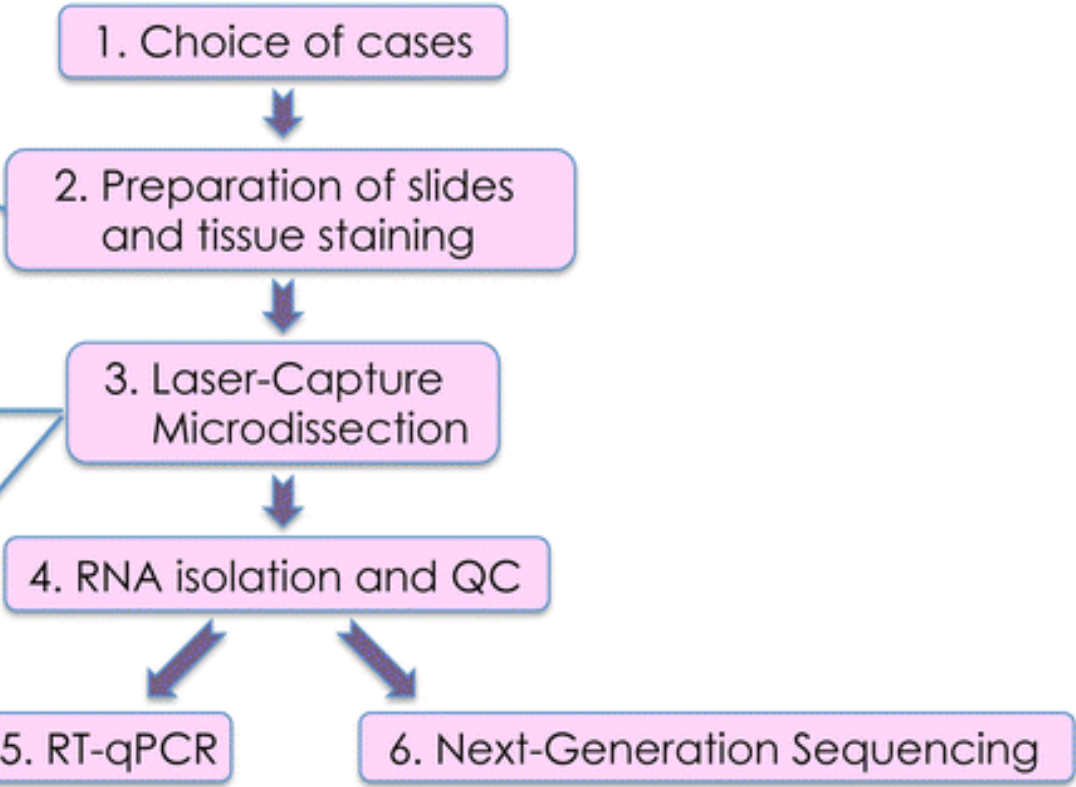 1. Choice of cases
2. Preparation of slides
and tissue staining
3. Laser-Capture
Microdissection
4. RNA isolation and QC
5. RT-qPCR
6. Next-Generation Sequencing